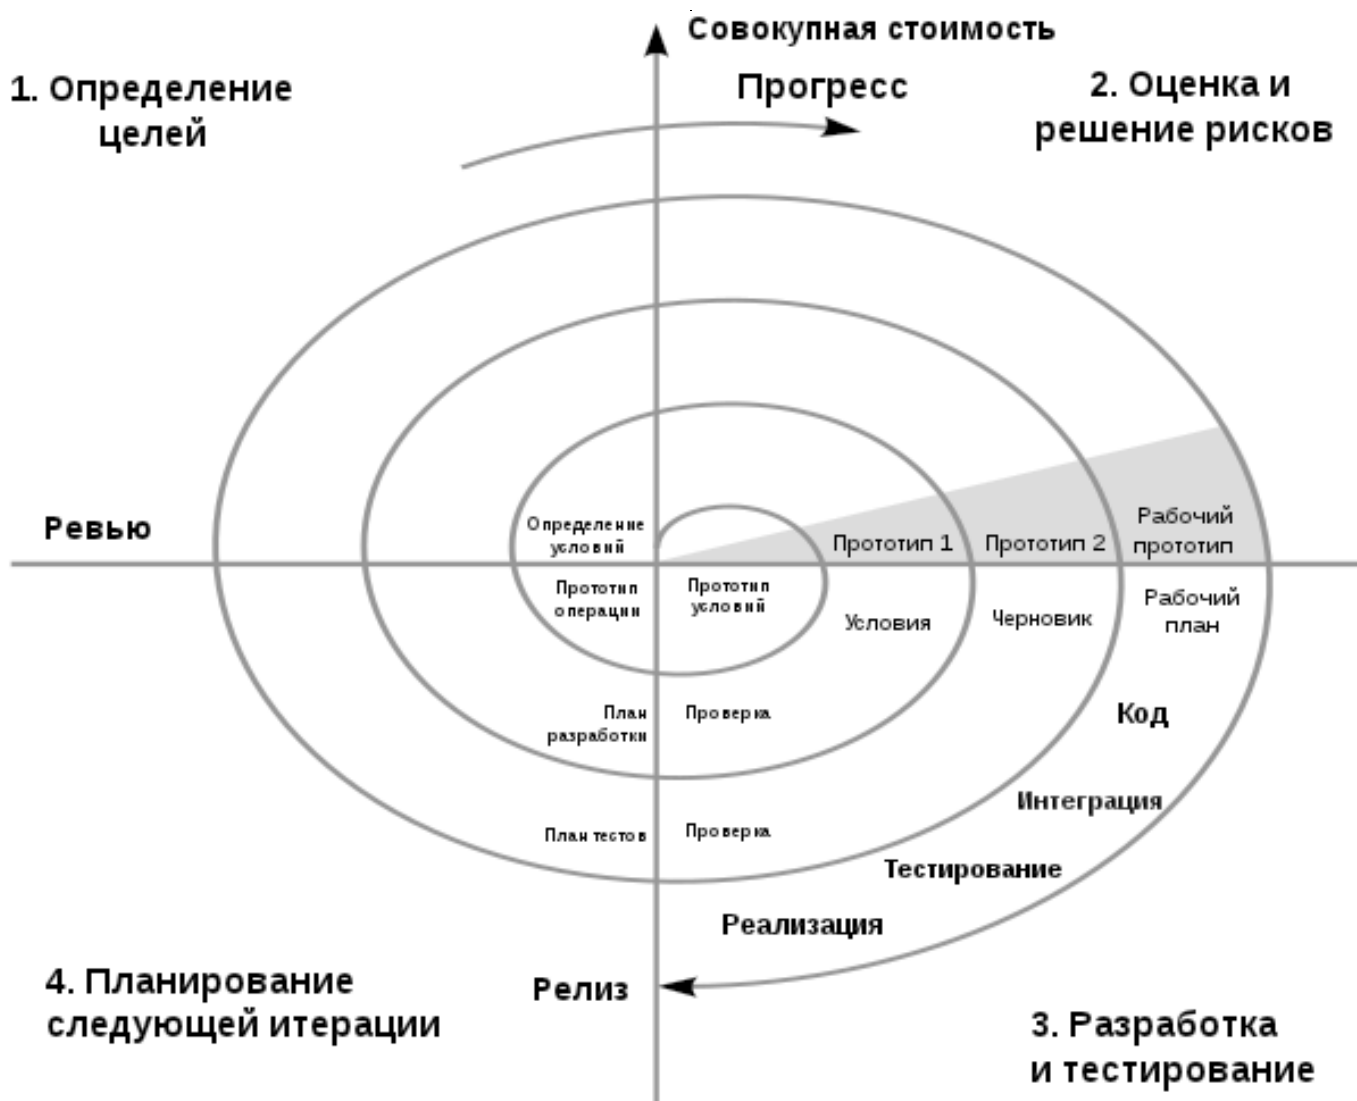 Совокупная стоимость
Прогресс
1. Определение
целей
2. Оценка и
решение рисков
Ревью
Определение
условий
Прототип 1
Прототип 2
Рабочий
прототип
Прототип
операции
Прототип
условий
Условия
Черновик
Рабочий
план
План
разработки
Проверка
Код
Интеграция
План тестов
Проверка
Тестирование
Реализация
Релиз
4. Планирование
следующей итерации
3. Разработка
и тестирование